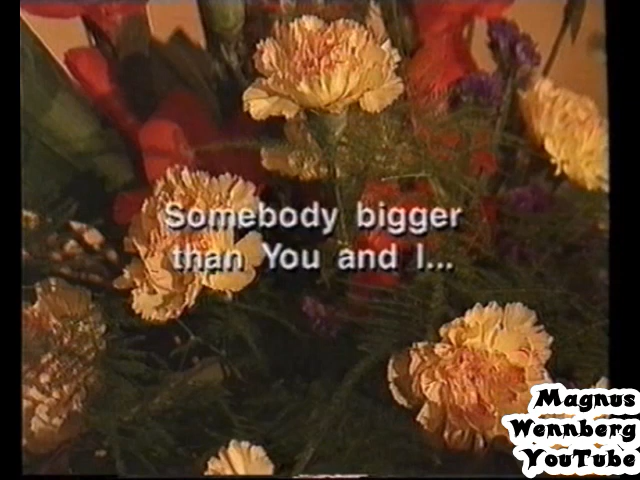 Somebody bigger
than You and I...
Magnus
Wennberg
YouTube